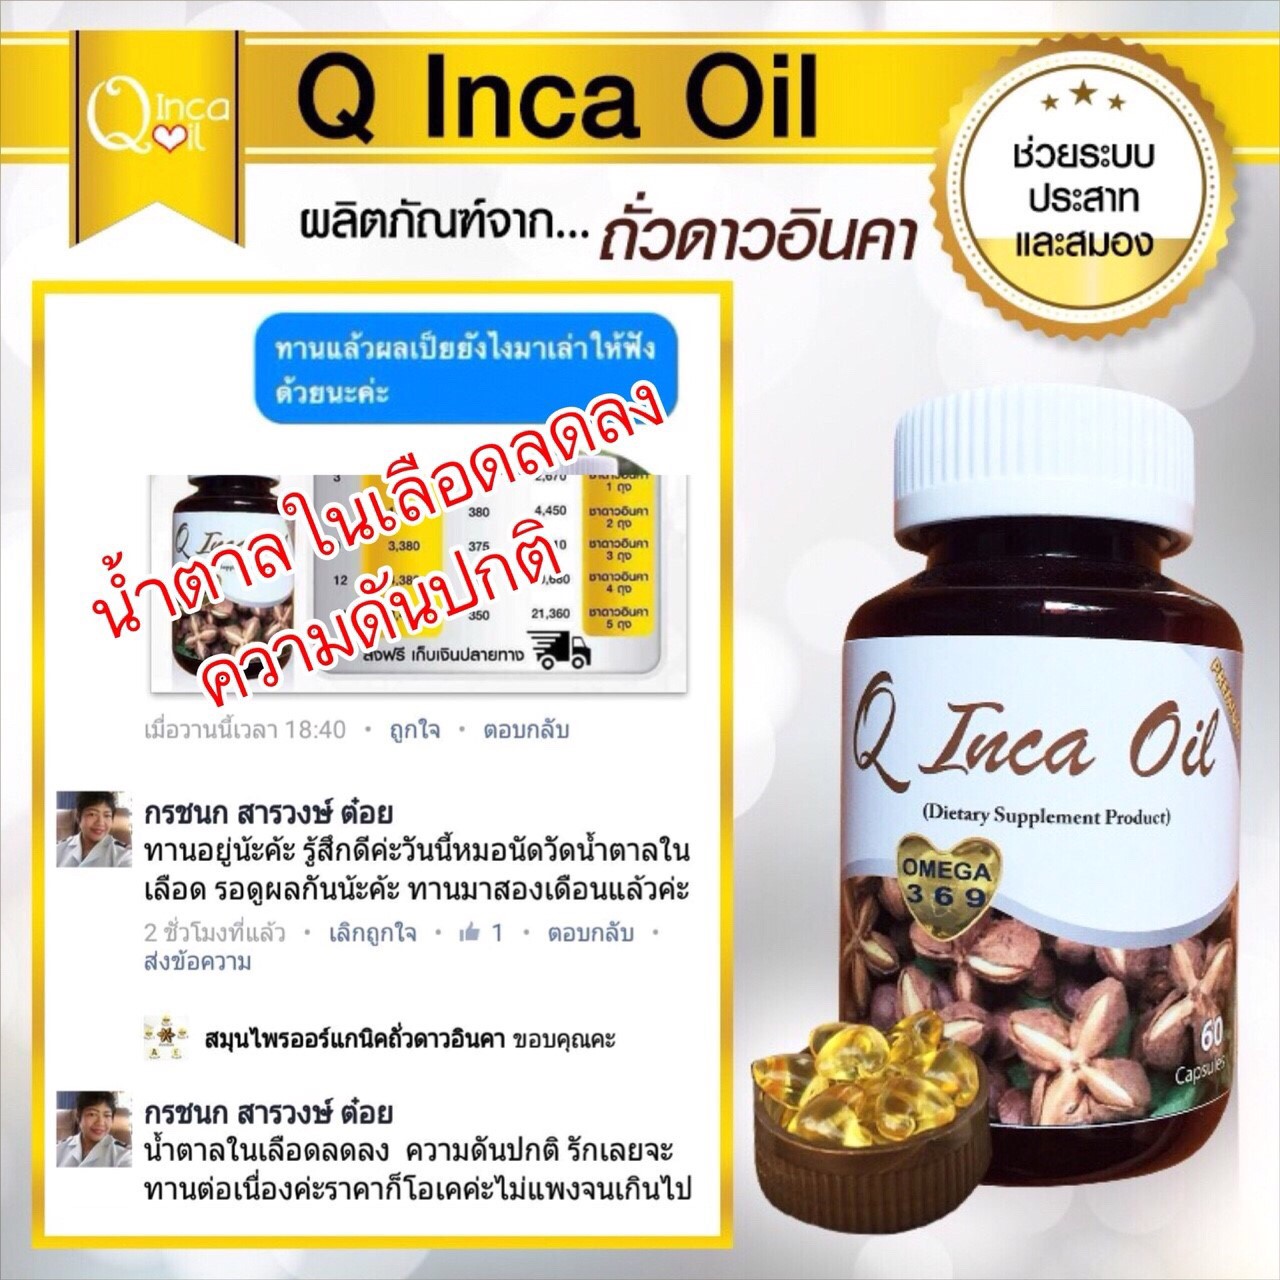 Q Inca Oil
Q Inca Oil
ผลิตภัณฑ์จาก... ถั่วดาวอินคา
ช่วยระบบ
ประสาท
และสมอง
ทานแล้วผลเป็ยยังไงมาเล่าให้ฟัง
ด้วยนะค่ะ
น้ำตาลในเลือดลดลง
ความดันปกติ
3 2,670 ชาดาวอินคา
1 ถุง
380 4,450 ชาดาวอินคา
2 ถุง
3,380 375 ชาดาวอินคา
3 ถุง
12 ชาดาวอินคา
4 ถุง
350 21,360 ชาดาวอินคา
5 ถุง
ส่งฟรี เก็บเงินปลายทาง
เมื่อวานนี้เวลา 18:40 • ถูกใจ • ตอบกลับ
กรชนก สารวงษ์ ต๋อย
ทานอยู่น้ะค้ะ รู้สึกดีค่ะวันนี้หมอนัดวัดน้ำตาลใน
เลือด รอดูผลกันน้ะค้ะ ทานมาสองเดือนแล้วค่ะ
2 ชั่วโมงที่แล้ว • เลิกถูกใจ • 1 • ตอบกลับ •
ส่งข้อความ
สมุนไพรออร์แกนิคถั่วดาวอินคา ขอบคุณคะ
กรชนก สารวงษ์ ต๋อย
น้ำตาลในเลือดลดลง ความดันปกติ รักเลยจะ
ทานต่อเนื่องค่ะราคาก็โอเคค่ะไม่แพงจนเกินไป
PREMIUM
Q Inca Oil
(Dietary Supplement Product)
OMEGA
3 6 9
60
Capsules